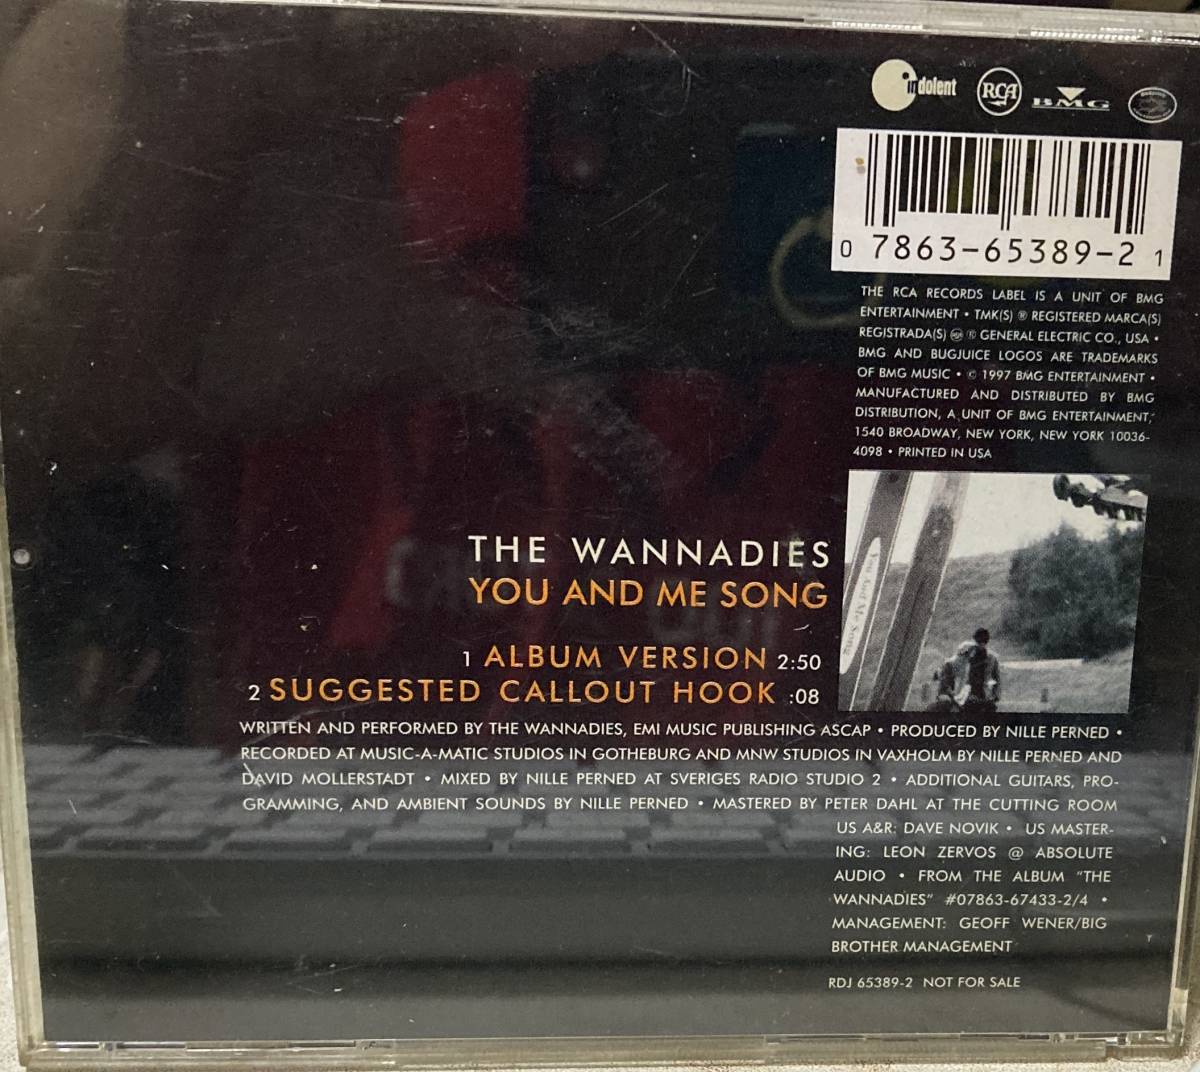 indolent RCA BMG
0 7863-65389-2 1
THE RCA RECORDS LABEL IS A UNIT OF BMG
ENTERTAINMENT • TMK(S) ® REGISTERED MARCA(S)
REGISTRADA(S) ® GENERAL ELECTRIC CO., USA •
BMG AND BUGJUICE LOGOS ARE TRADEMARKS
OF BMG MUSIC • © 1997 BMG ENTERTAINMENT •
MANUFACTURED AND DISTRIBUTED BY BMG
DISTRIBUTION, A UNIT OF BMG ENTERTAINMENT,
1540 BROADWAY, NEW YORK, NEW YORK 10036-
4098 • PRINTED IN USA
THE WANNADIES
YOU AND ME SONG
You And Me Song
1 ALBUM VERSION 2:50
2 SUGGESTED CALLOUT HOOK :08
WRITTEN AND PERFORMED BY THE WANNADIES, EMI MUSIC PUBLISHING ASCAP • PRODUCED BY NILLE PERNED •
RECORDED AT MUSIC-A-MATIC STUDIOS IN GOTHEBURG AND MNW STUDIOS IN VAXHOLM BY NILLE PERNED AND
DAVID MOLLERSTADT • MIXED BY NILLE PERNED AT SVERIGES RADIO STUDIO 2 • ADDITIONAL GUITARS, PRO-
GRAMMING, AND AMBIENT SOUNDS BY NILLE PERNED • MASTERED BY PETER DAHL AT THE CUTTING ROOM
US A&R: DAVE NOVIK • US MASTER-
ING: LEON ZERVOS @ ABSOLUTE
AUDIO • FROM THE ALBUM "THE
WANNADIES" #07863-67433-2/4 •
MANAGEMENT: GEOFF WENER/BIG
BROTHER MANAGEMENT
RDJ 65389-2 NOT FOR SALE